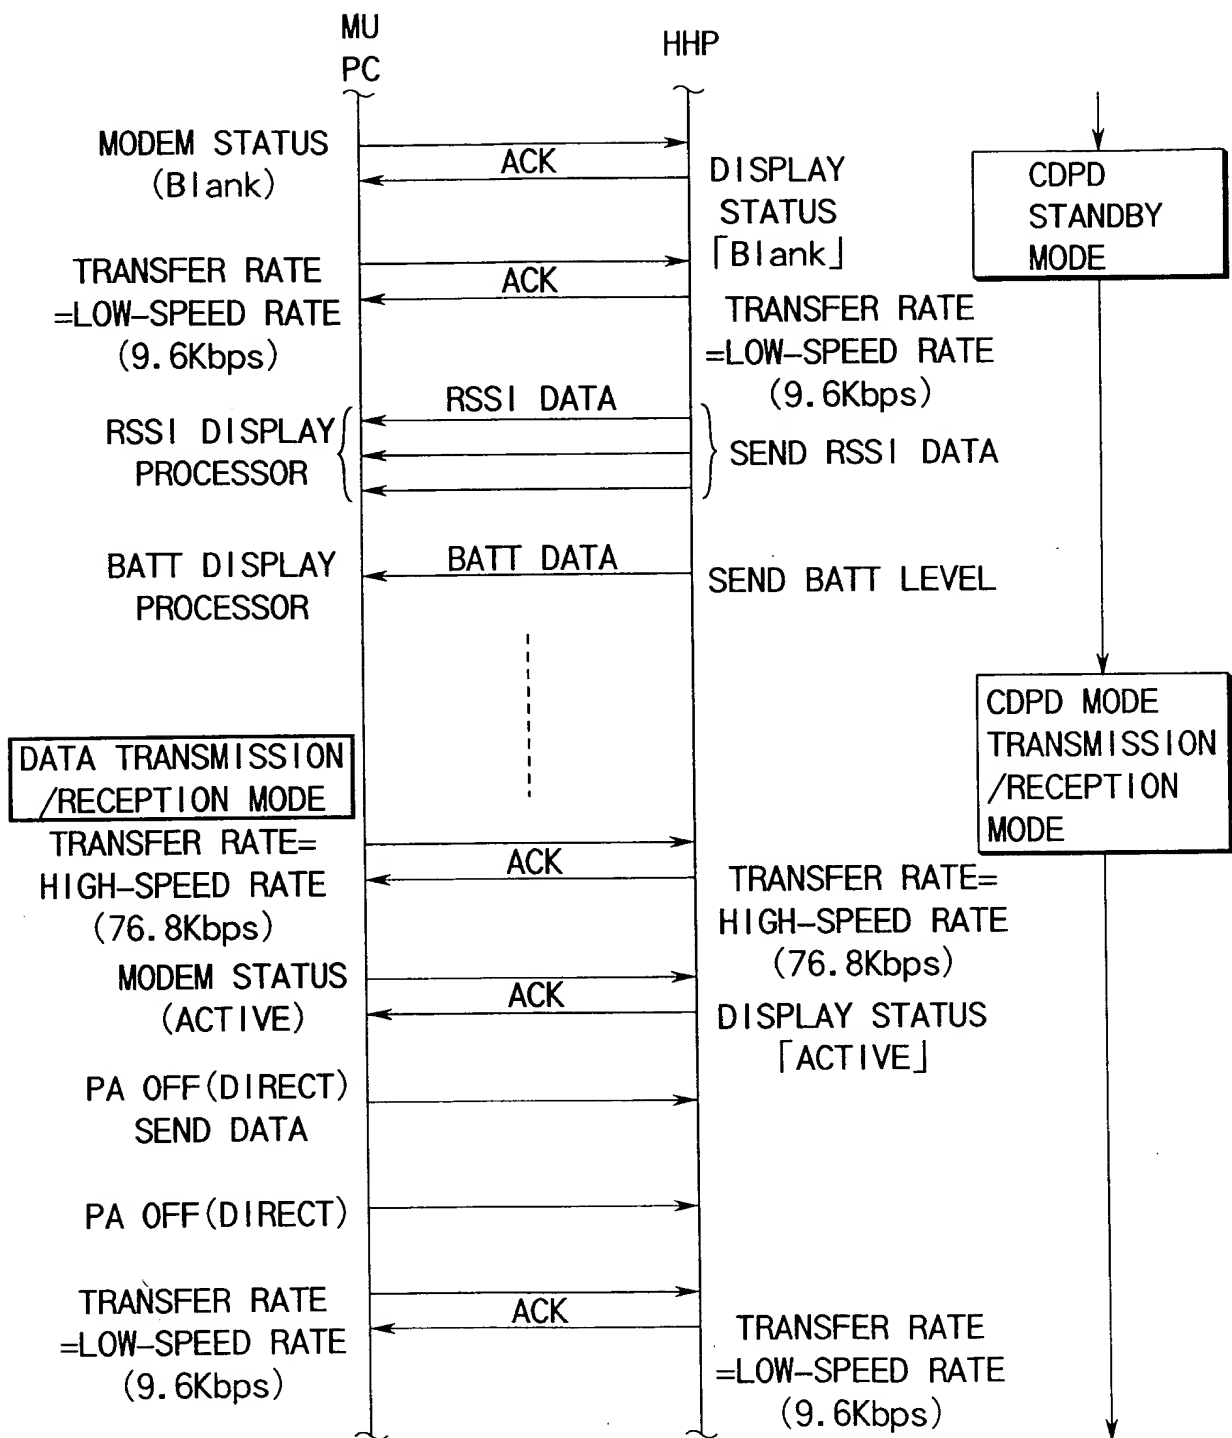 MU
PC
HHP
MODEM STATUS
(Blank)
ACK
DISPLAY
STATUS
「Blank」
CDPD
STANDBY
MODE
TRANSFER RATE
=LOW-SPEED RATE
(9.6Kbps)
ACK
TRANSFER RATE
=LOW-SPEED RATE
(9.6Kbps)
RSSI DATA
RSSI DISPLAY
PROCESSOR
SEND RSSI DATA
BATT DISPLAY
PROCESSOR
BATT DATA
SEND BATT LEVEL
CDPD MODE
TRANSMISSION
/RECEPTION
MODE
DATA TRANSMISSION
/RECEPTION MODE
TRANSFER RATE=
HIGH-SPEED RATE
(76.8Kbps)
ACK
TRANSFER RATE=
HIGH-SPEED RATE
(76.8Kbps)
MODEM STATUS
(ACTIVE)
ACK
DISPLAY STATUS
「ACTIVE」
PA OFF(DIRECT)
SEND DATA
PA OFF(DIRECT)
TRANSFER RATE
=LOW-SPEED RATE
(9.6Kbps)
ACK
TRANSFER RATE
=LOW-SPEED RATE
(9.6Kbps)